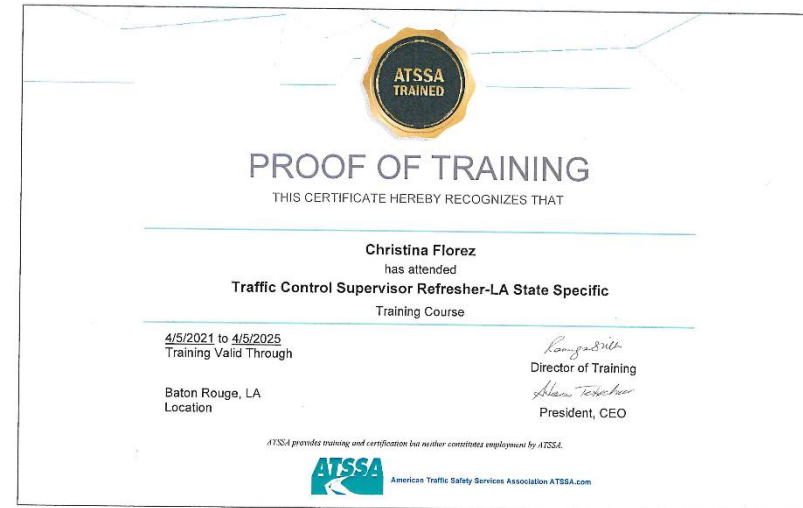 ATSSA
TRAINED
PROOF OF TRAINING
THIS CERTIFICATE HEREBY RECOGNIZES THAT
Christina Florez
has attended
Traffic Control Supervisor Refresher-LA State Specific
Training Course
4/5/2021 to 4/5/2025
Training Valid Through
Director of Training
Baton Rouge, LA
Location
President, CEO
ATSSA provides training and certification but neither constitutes employment by ATSSA.
ATSSA
American Traffic Safety Services Association ATSSA.com